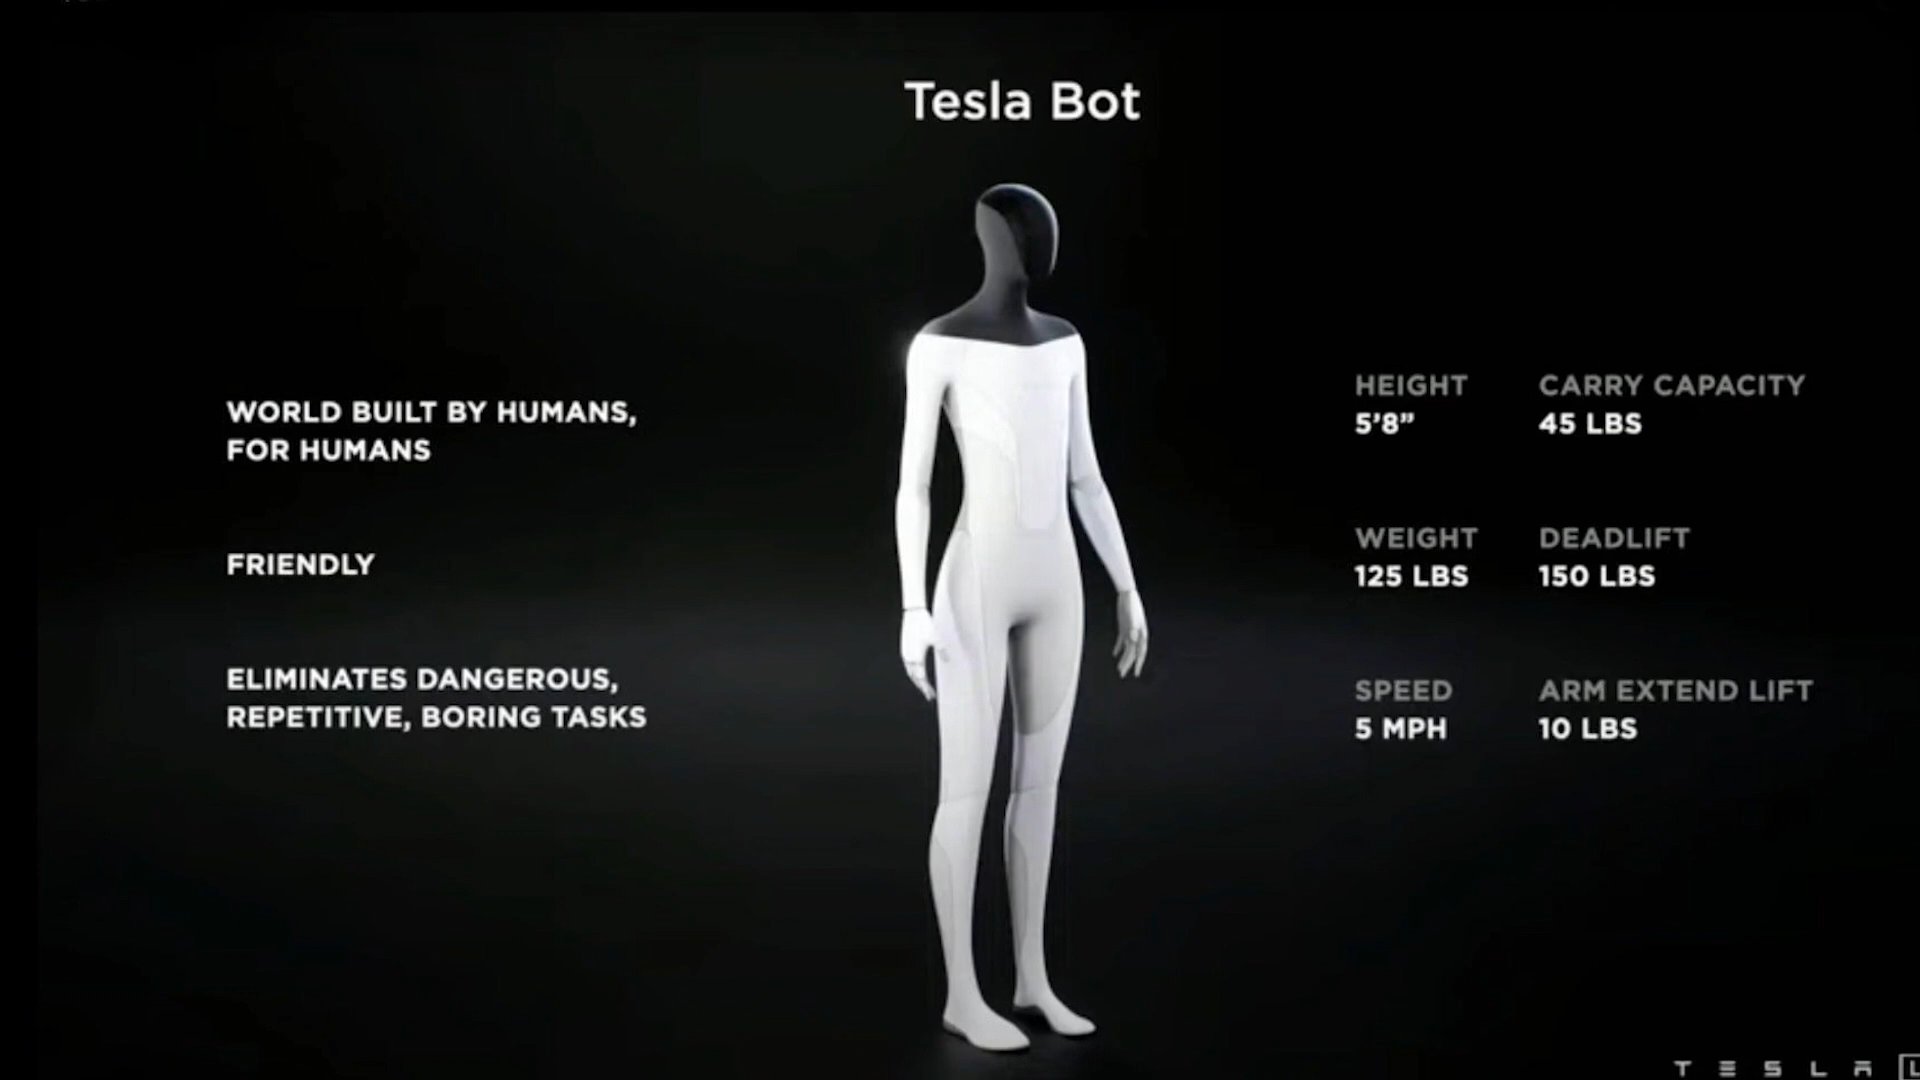 Tesla Bot
WORLD BUILT BY HUMANS,
FOR HUMANS
FRIENDLY
ELIMINATES DANGEROUS,
REPETITIVE, BORING TASKS
HEIGHT
5’8”
CARRY CAPACITY
45 LBS
WEIGHT
125 LBS
DEADLIFT
150 LBS
SPEED
5 MPH
ARM EXTEND LIFT
10 LBS
TESLA